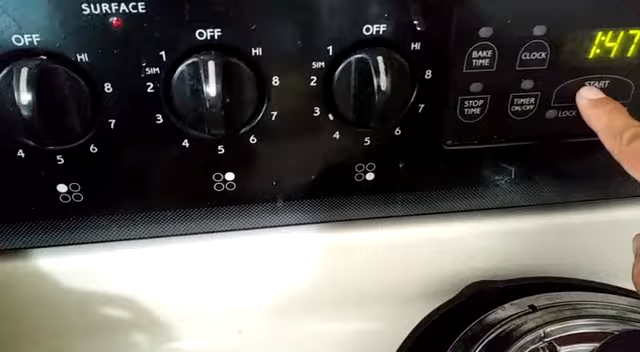 SURFACE
OFF
HI
8
7
6
5
4
OFF
1
SIM
2
3
4
5
6
7
8
HI
OFF
1
SIM
2
3
4
5
6
7
8
HI
BAKE
TIME
CLOCK
1:47
STOP
TIME
TIMER
ON/OFF
START
LOCK